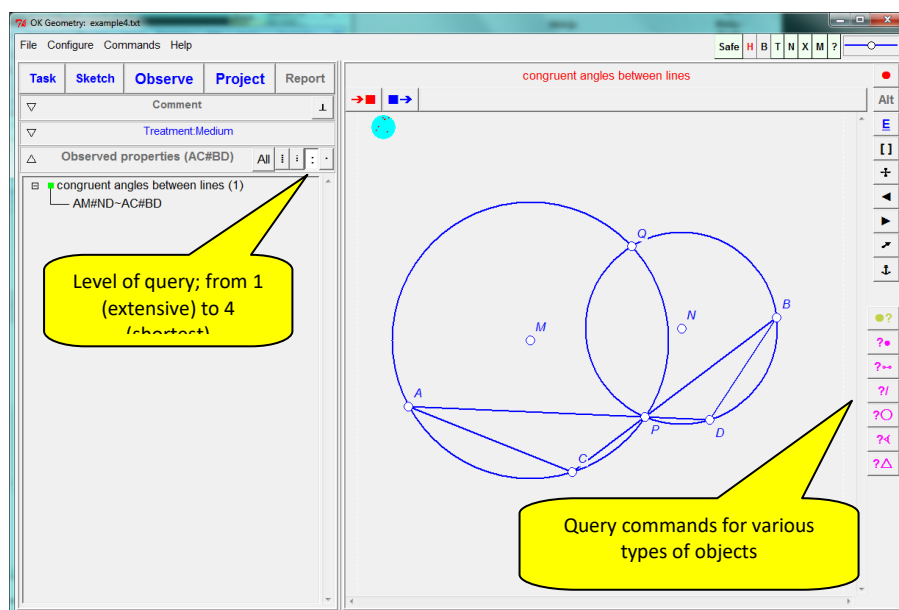 OK Geometry: example4.txt
File Configure Commands Help
Safe H B T N X M ?
Task Sketch Observe Project Report
Comment
Treatment:Medium
Observed properties (AC#BD) All
congruent angles between lines (1)
AM#ND~AC#BD
Level of query; from 1
(extensive) to 4
(shortest)
congruent angles between lines
Alt
E
[ ]
Q
B
N
M
A
P
D
C
●?
?●
?/
?○
?∢
?△
Query commands for various
types of objects